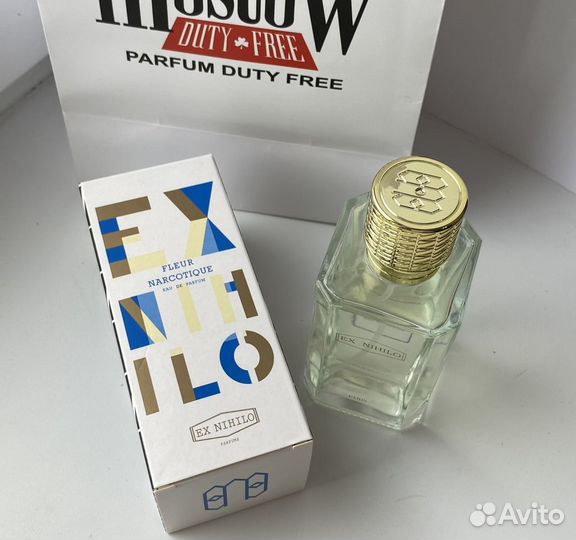 Moscow
DUTY FREE
PARFUM DUTY FREE
EX
NIHILO
FLEUR
NARCOTIQUE
EAU DE PARFUM
EX NIHILO
PARFUMS
EX NIHILO
PARIS
Avito